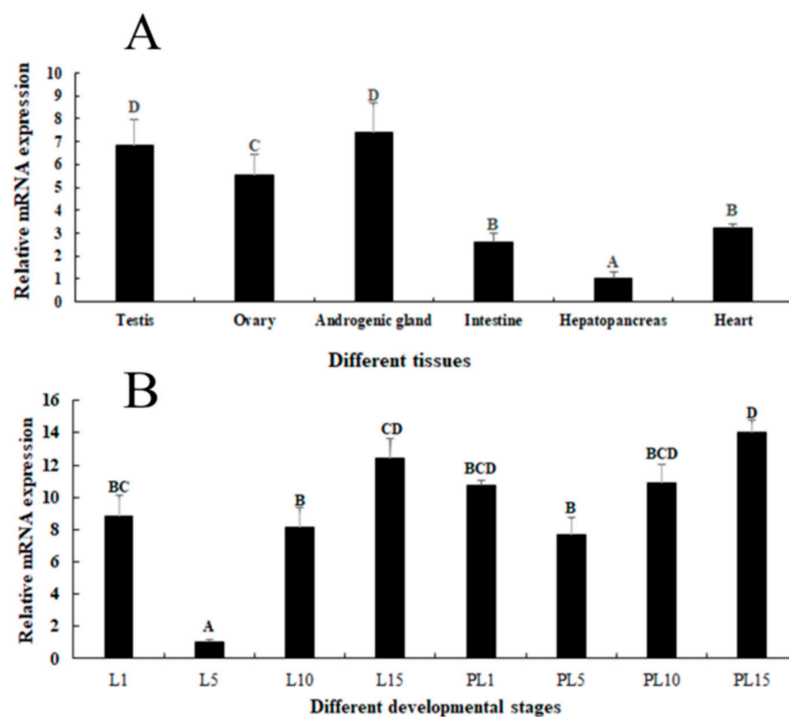 A
Relative mRNA expression
10
9
8
7
6
5
4
3
2
1
0
D
C
D
B
A
B
Testis Ovary Androgenic gland Intestine Hepatopancreas Heart
Different tissues
B
Relative mRNA expression
16
14
12
10
8
6
4
2
0
BC
A
B
CD
BCD
B
BCD
D
L1 L5 L10 L15 PL1 PL5 PL10 PL15
Different developmental stages